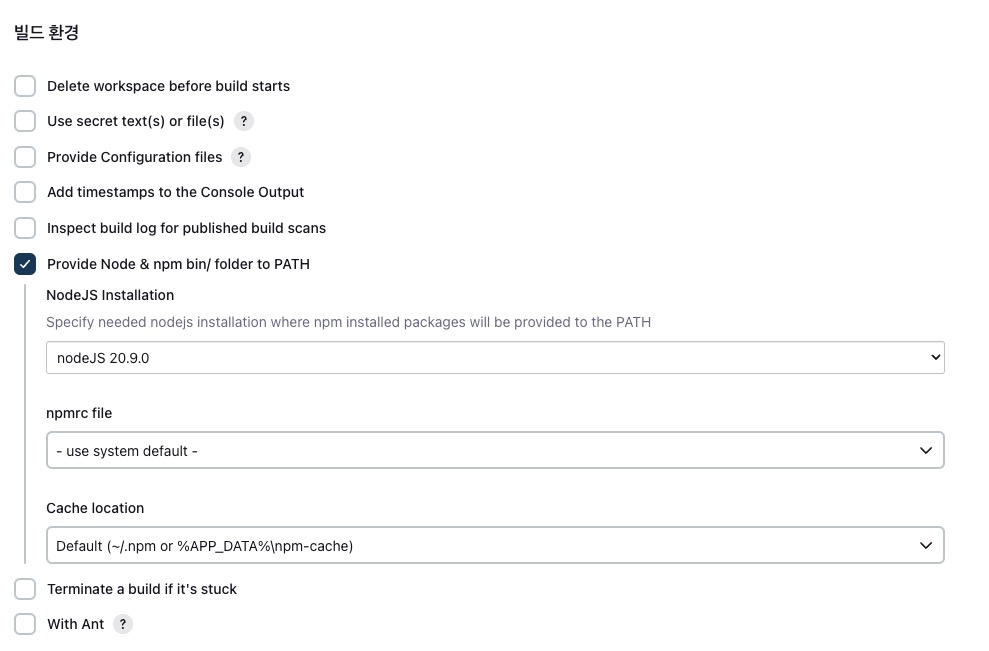 빌드 환경
Delete workspace before build starts
Use secret text(s) or file(s) ?
Provide Configuration files ?
Add timestamps to the Console Output
Inspect build log for published build scans
Provide Node & npm bin/ folder to PATH
NodeJS Installation
Specify needed nodejs installation where npm installed packages will be provided to the PATH
nodeJS 20.9.0
npmrc file
- use system default -
Cache location
Default (~/.npm or %APP_DATA%\npm-cache)
Terminate a build if it's stuck
With Ant ?